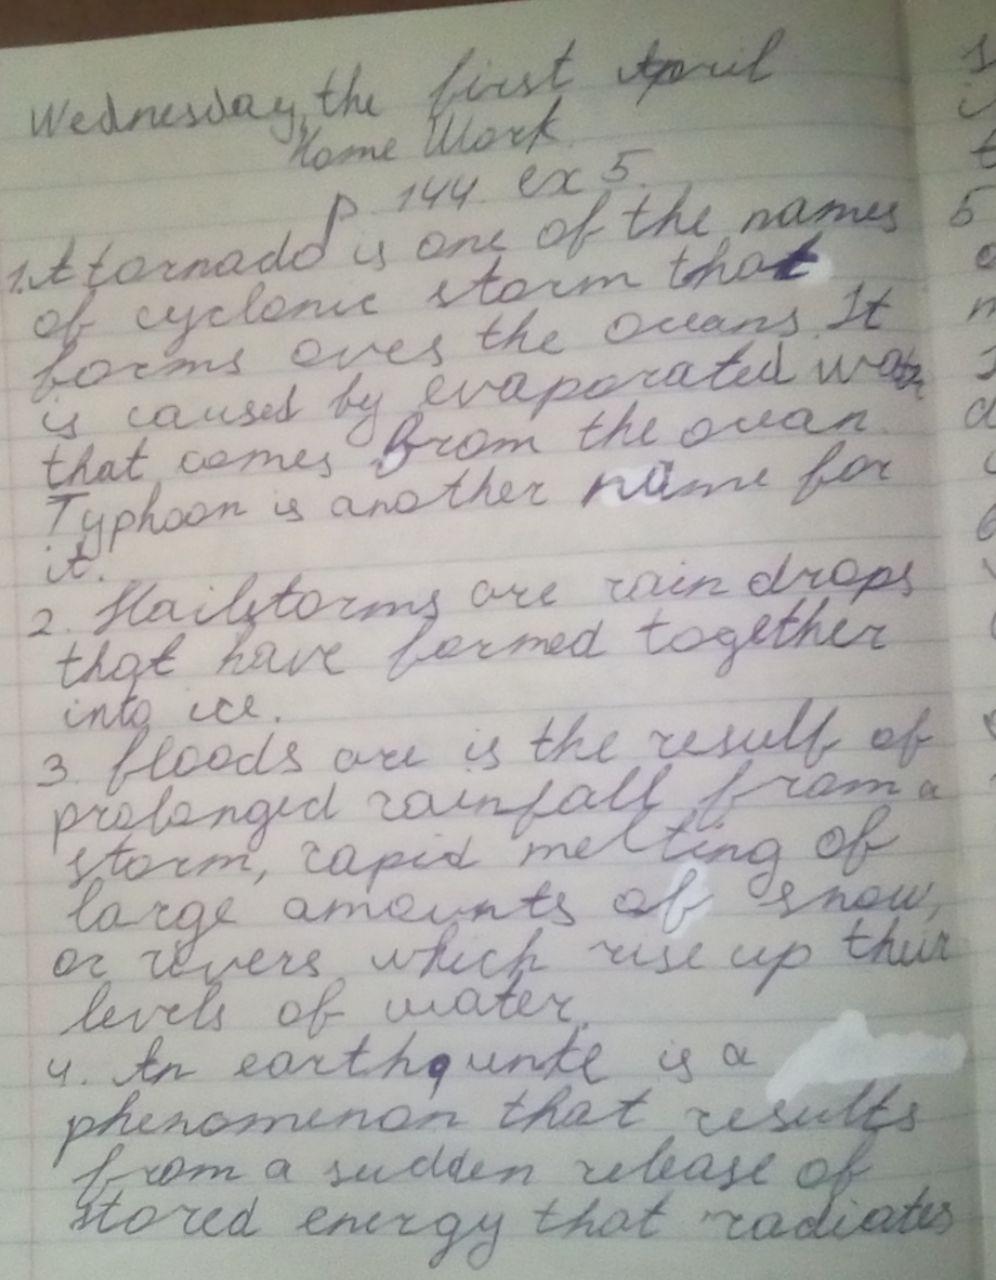 Wednesday, the first April
Home Work
p. 144. ex 5.
1. A tornado is one of the names
of cyclonic storm that
forms over the oceans. It
is caused by evaporated water
that comes from the ocean.
Typhoon is another name for
it.
2. Hailstorms are rain drops
that have formed together
into ice.
3. floods are is the result of
prolonged rainfall from a
storm, rapid melting of
large amounts of snow,
or rivers which rise up their
levels of water.
4. An earthqunke is a
phenomenon that results
from a sudden release of
stored energy that radiates